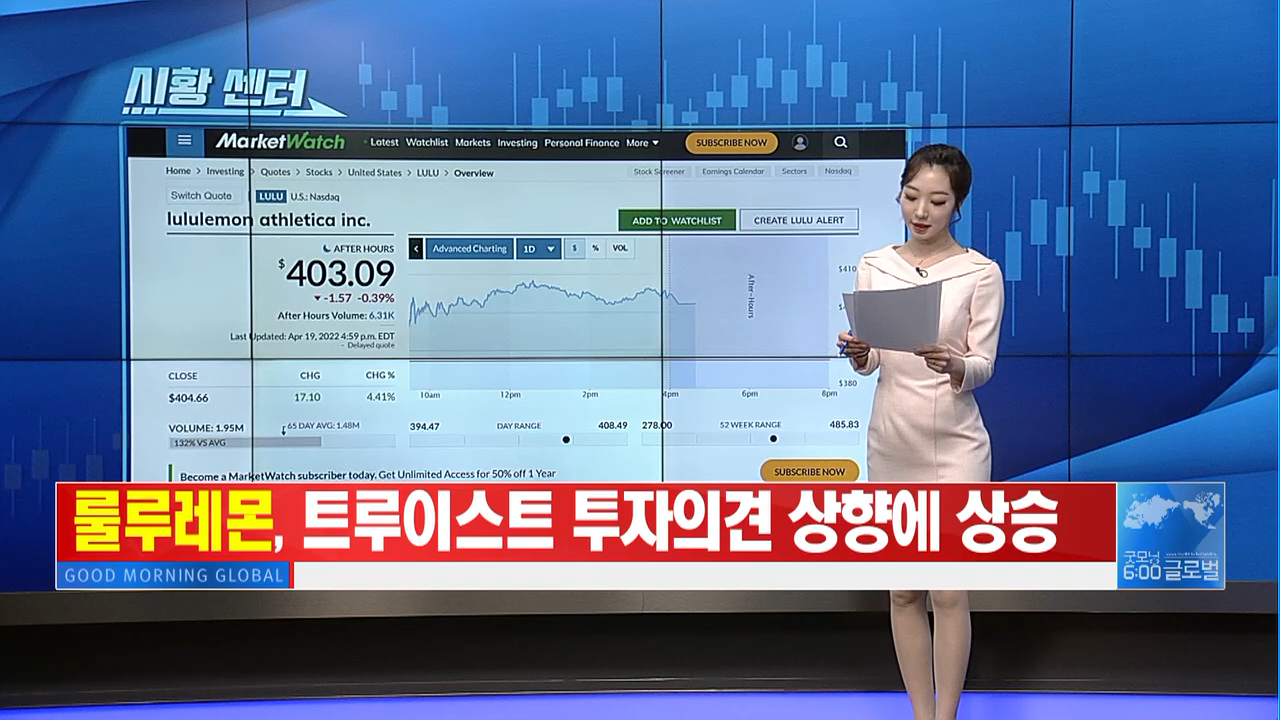 시황 센터
MarketWatch
Latest Watchlist Markets Investing Personal Finance More
SUBSCRIBE NOW
Home > Investing > Quotes > Stocks > United States > LULU > Overview
Stock Screener Earnings Calendar Sectors Nasdaq
Switch Quote LULU U.S.: Nasdaq
lululemon athletica inc.
ADD TO WATCHLIST CREATE LULU ALERT
AFTER HOURS
$403.09
-1.57 -0.39%
After Hours Volume: 6.31K
Last Updated: Apr 19, 2022 4:59 p.m. EDT
- Delayed quote
Advanced Charting 1D $ % VOL
$410
After-Hours
$380
10am 12pm 2pm 4pm 6pm 8pm
CLOSE CHG CHG %
$404.66 17.10 4.41%
VOLUME: 1.95M 65 DAY AVG: 1.48M
132% VS AVG
394.47 DAY RANGE 408.49
278.00 52 WEEK RANGE 485.83
Become a MarketWatch subscriber today. Get Unlimited Access for 50% off 1 Year
SUBSCRIBE NOW
룰루레몬, 트루이스트 투자의견 상향에 상승
GOOD MORNING GLOBAL
굿모닝
6:00 글로벌